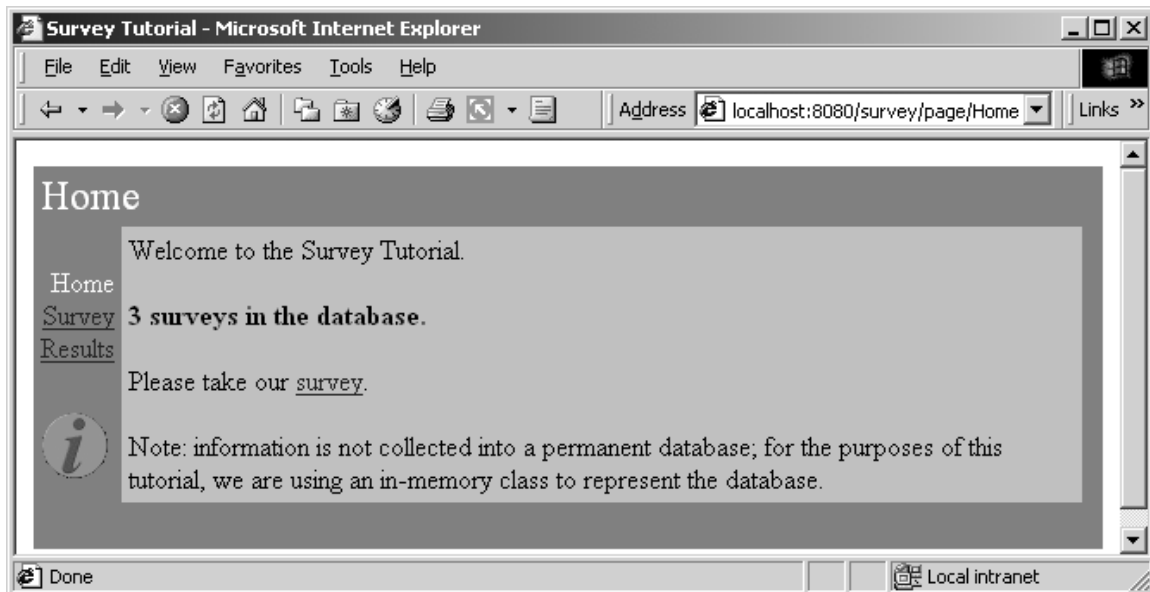 Survey Tutorial - Microsoft Internet Explorer
File Edit View Favorites Tools Help
Address localhost:8080/survey/page/Home Links »
Home
Welcome to the Survey Tutorial.
Home
3 surveys in the database.
Survey
Results
Please take our survey.
i
Note: information is not collected into a permanent database; for the purposes of this
tutorial, we are using an in-memory class to represent the database.
Done Local intranet